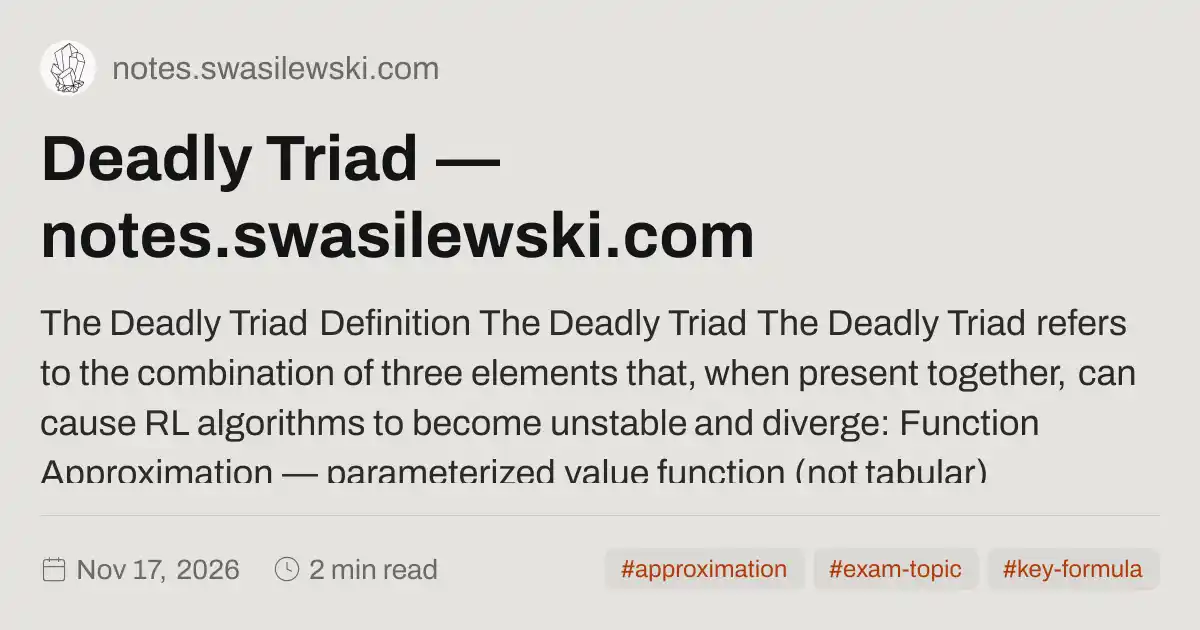 notes.swasilewski.com
Deadly Triad —
notes.swasilewski.com
The Deadly Triad Definition The Deadly Triad The Deadly Triad refers
to the combination of three elements that, when present together, can
cause RL algorithms to become unstable and diverge: Function
Approximation — parameterized value function (not tabular)
Nov 17, 2026
2 min read
#approximation
#exam-topic
#key-formula